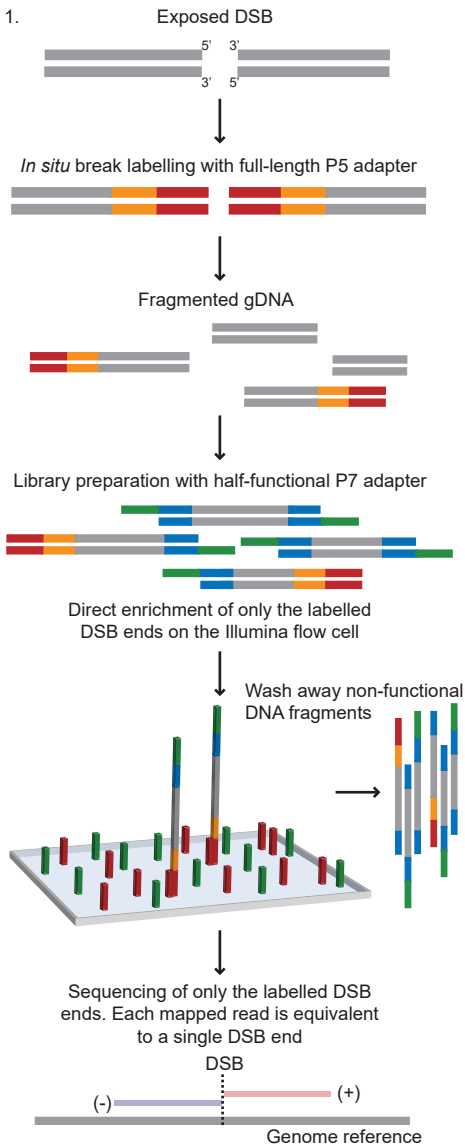 1.
Exposed DSB
5’ 3’
3’ 5’
In situ break labelling with full-length P5 adapter
Fragmented gDNA
Library preparation with half-functional P7 adapter
Direct enrichment of only the labelled
DSB ends on the Illumina flow cell
Wash away non-functional
DNA fragments
Sequencing of only the labelled DSB
ends. Each mapped read is equivalent
to a single DSB end
DSB
(-)
(+)
Genome reference